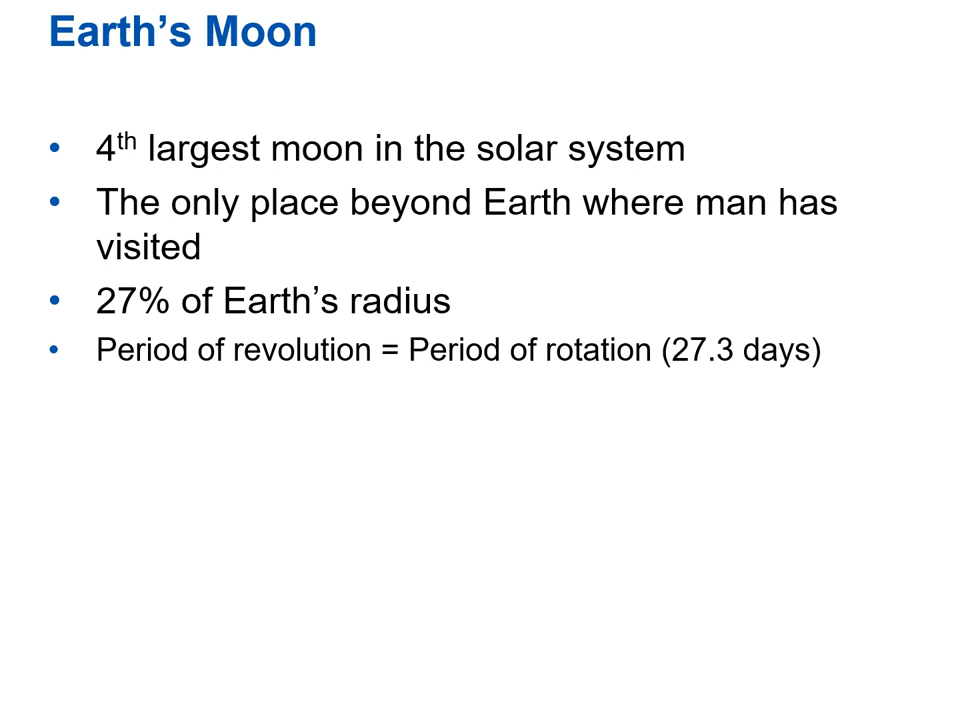 Earth’s Moon
• 4th largest moon in the solar system
• The only place beyond Earth where man has
visited
• 27% of Earth’s radius
• Period of revolution = Period of rotation (27.3 days)